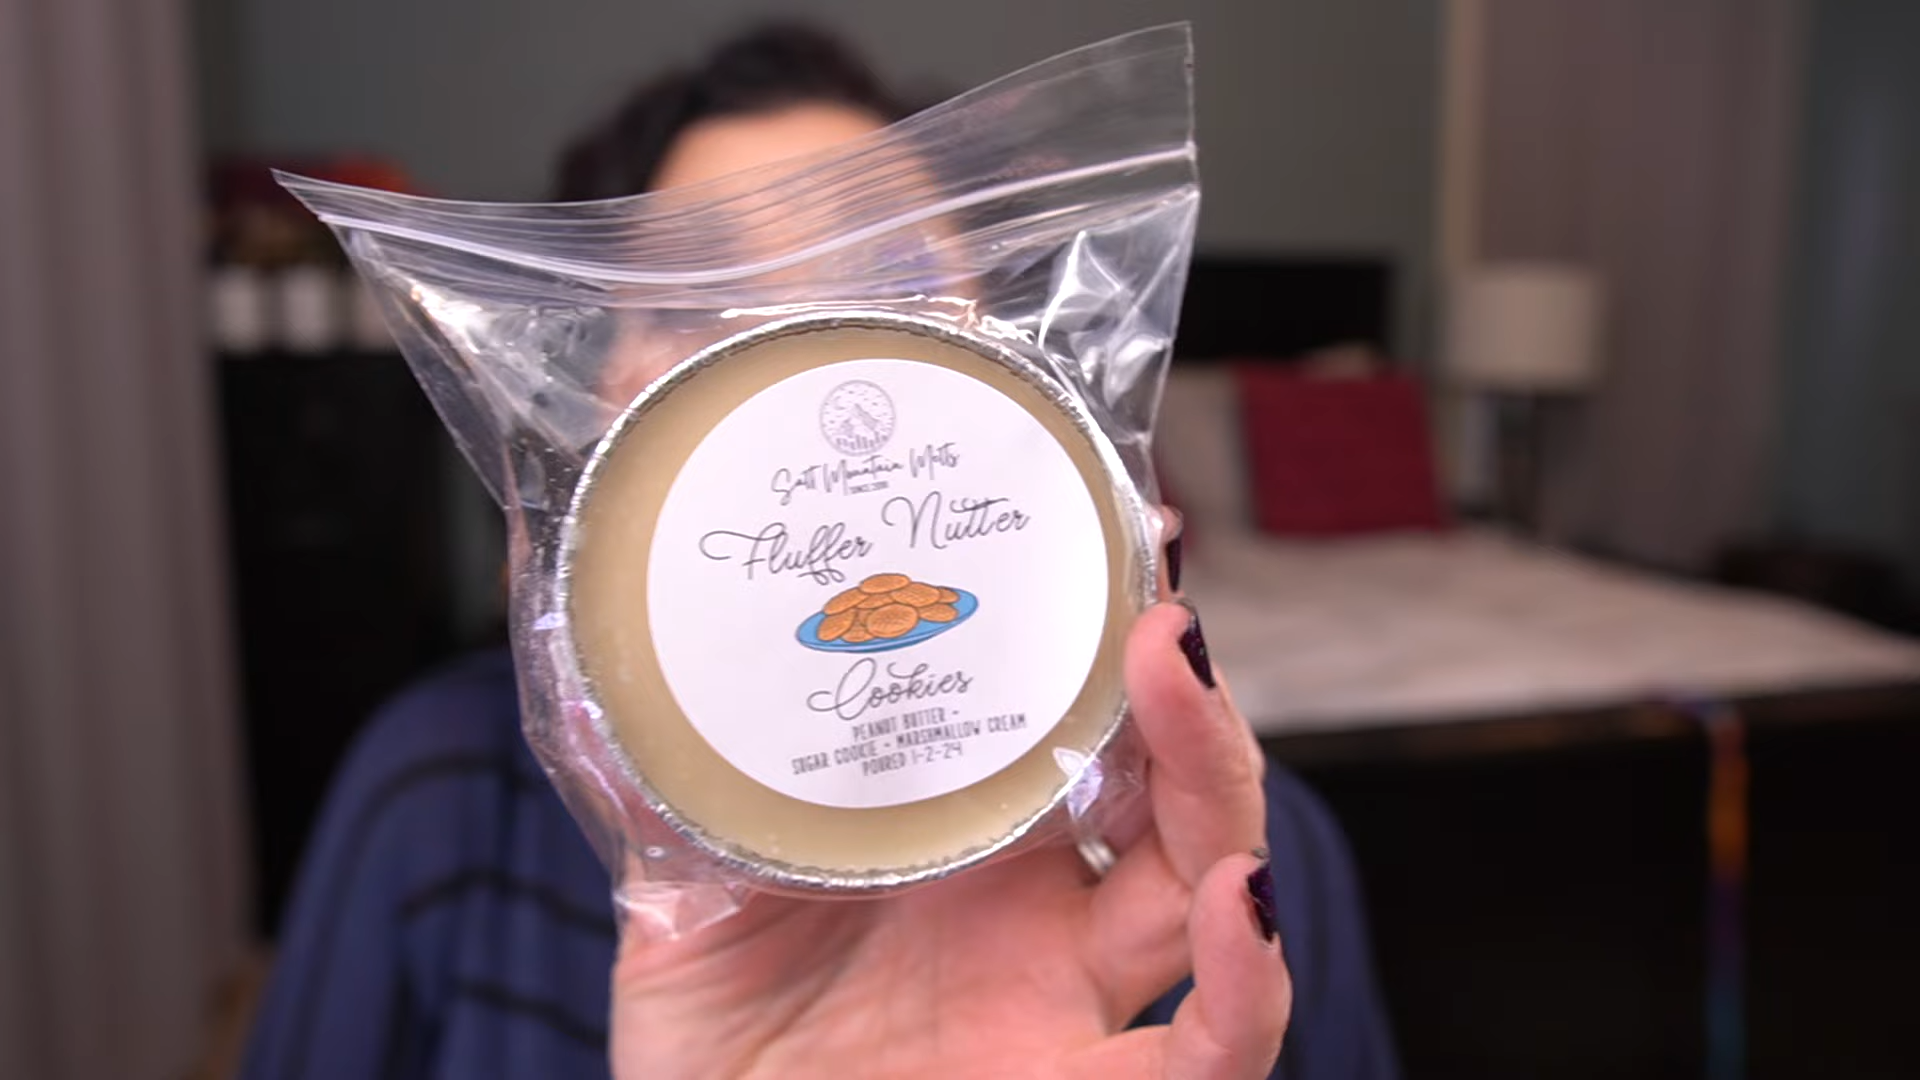 Salt Mountain Melts
Fluffer Nutter
Cookies
PEANUT BUTTER -
SUGAR COOKIE - MARSHMALLOW CREAM
POURED 1-2-24